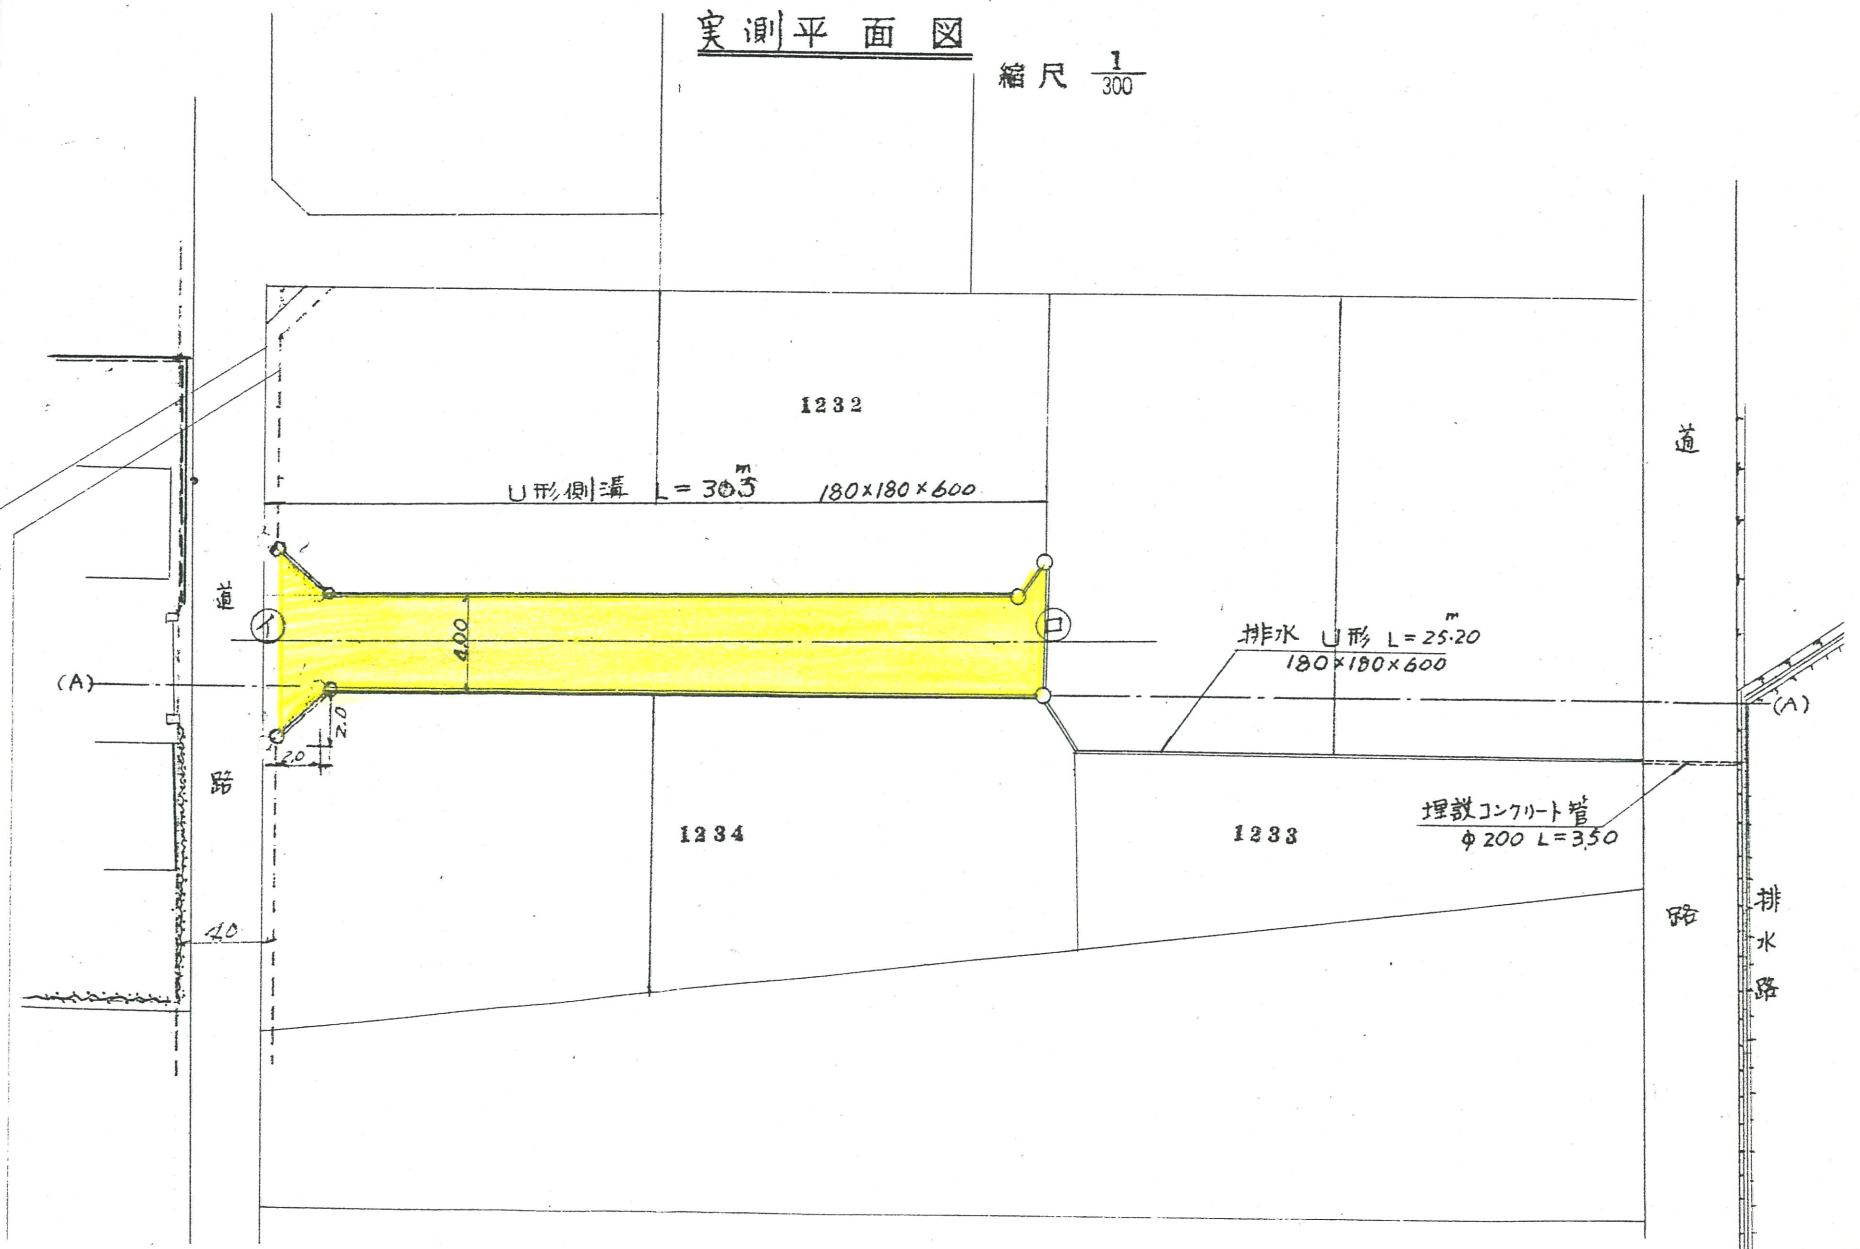 実測平面図
縮尺 1/300
1232
U形側溝 L=30.5m 180×180×600
道路
イ
ロ
4.00
(A)
(A)
2.0
2.0
排水 U形 L=25.20m
180×180×600
道路
1234
1233
埋設コンクリート管
φ200 L=3.50
4.0
排水路